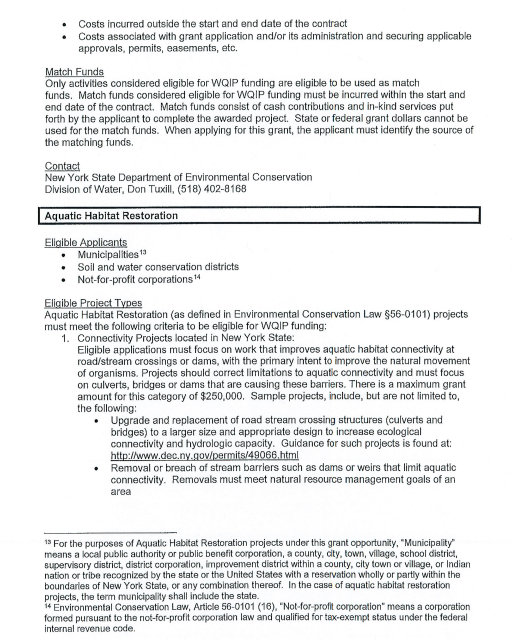 • Costs incurred outside the start and end date of the contract
• Costs associated with grant application and/or its administration and securing applicable
approvals, permits, easements, etc.
Match Funds
Only activities considered eligible for WQIP funding are eligible to be used as match
funds. Match funds considered eligible for WQIP funding must be incurred within the start and
end date of the contract. Match funds consist of cash contributions and in-kind services put
forth by the applicant to complete the awarded project. State or federal grant dollars cannot be
used for the match funds. When applying for this grant, the applicant must identify the source of
the matching funds.
Contact
New York State Department of Environmental Conservation
Division of Water, Don Tuxill, (518) 402-8168
Aquatic Habitat Restoration
Eligible Applicants
• Municipalities¹³
• Soil and water conservation districts
• Not-for-profit corporations¹⁴
Eligible Project Types
Aquatic Habitat Restoration (as defined in Environmental Conservation Law §56-0101) projects
must meet the following criteria to be eligible for WQIP funding:
1. Connectivity Projects located in New York State:
Eligible applications must focus on work that improves aquatic habitat connectivity at
road/stream crossings or dams, with the primary intent to improve the natural movement
of organisms. Projects should correct limitations to aquatic connectivity and must focus
on culverts, bridges or dams that are causing these barriers. There is a maximum grant
amount for this category of $250,000. Sample projects, include, but are not limited to,
the following:
• Upgrade and replacement of road stream crossing structures (culverts and
bridges) to a larger size and appropriate design to increase ecological
connectivity and hydrologic capacity. Guidance for such projects is found at:
http://www.dec.ny.gov/permits/49066.html
• Removal or breach of stream barriers such as dams or weirs that limit aquatic
connectivity. Removals must meet natural resource management goals of an
area
¹³ For the purposes of Aquatic Habitat Restoration projects under this grant opportunity, "Municipality"
means a local public authority or public benefit corporation, a county, city, town, village, school district,
supervisory district, district corporation, improvement district within a county, city town or village, or Indian
nation or tribe recognized by the state or the United States with a reservation wholly or partly within the
boundaries of New York State, or any combination thereof. In the case of aquatic habitat restoration
projects, the term municipality shall include the state.
¹⁴ Environmental Conservation Law, Article 56-0101 (16), "Not-for-profit corporation" means a corporation
formed pursuant to the not-for-profit corporation law and qualified for tax-exempt status under the federal
internal revenue code.